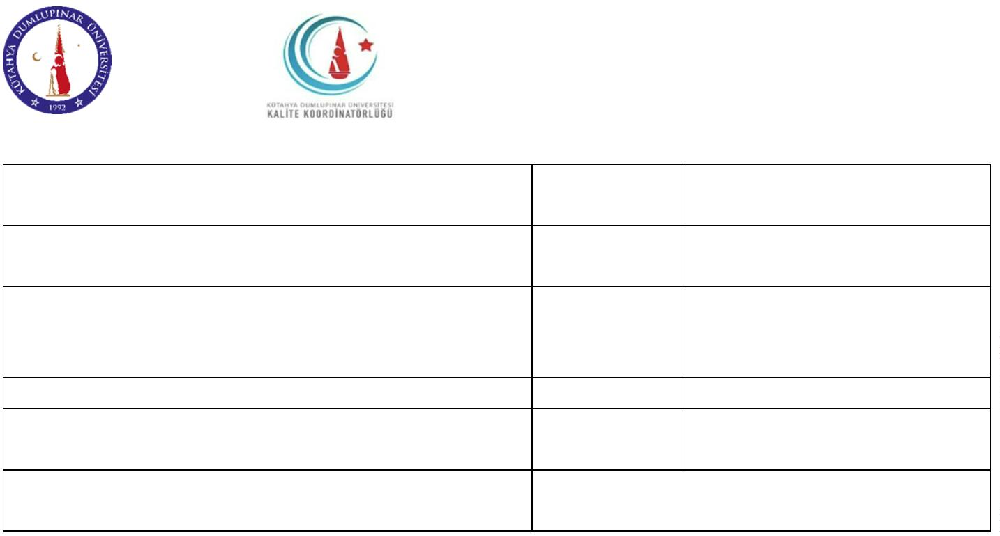 KÜTAHYA DUMLUPINAR ÜNİVERSİTESİ
1992
KÜTAHYA DUMLUPINAR ÜNİVERSİTESİ
KALİTE KOORDİNATÖRLÜĞÜ